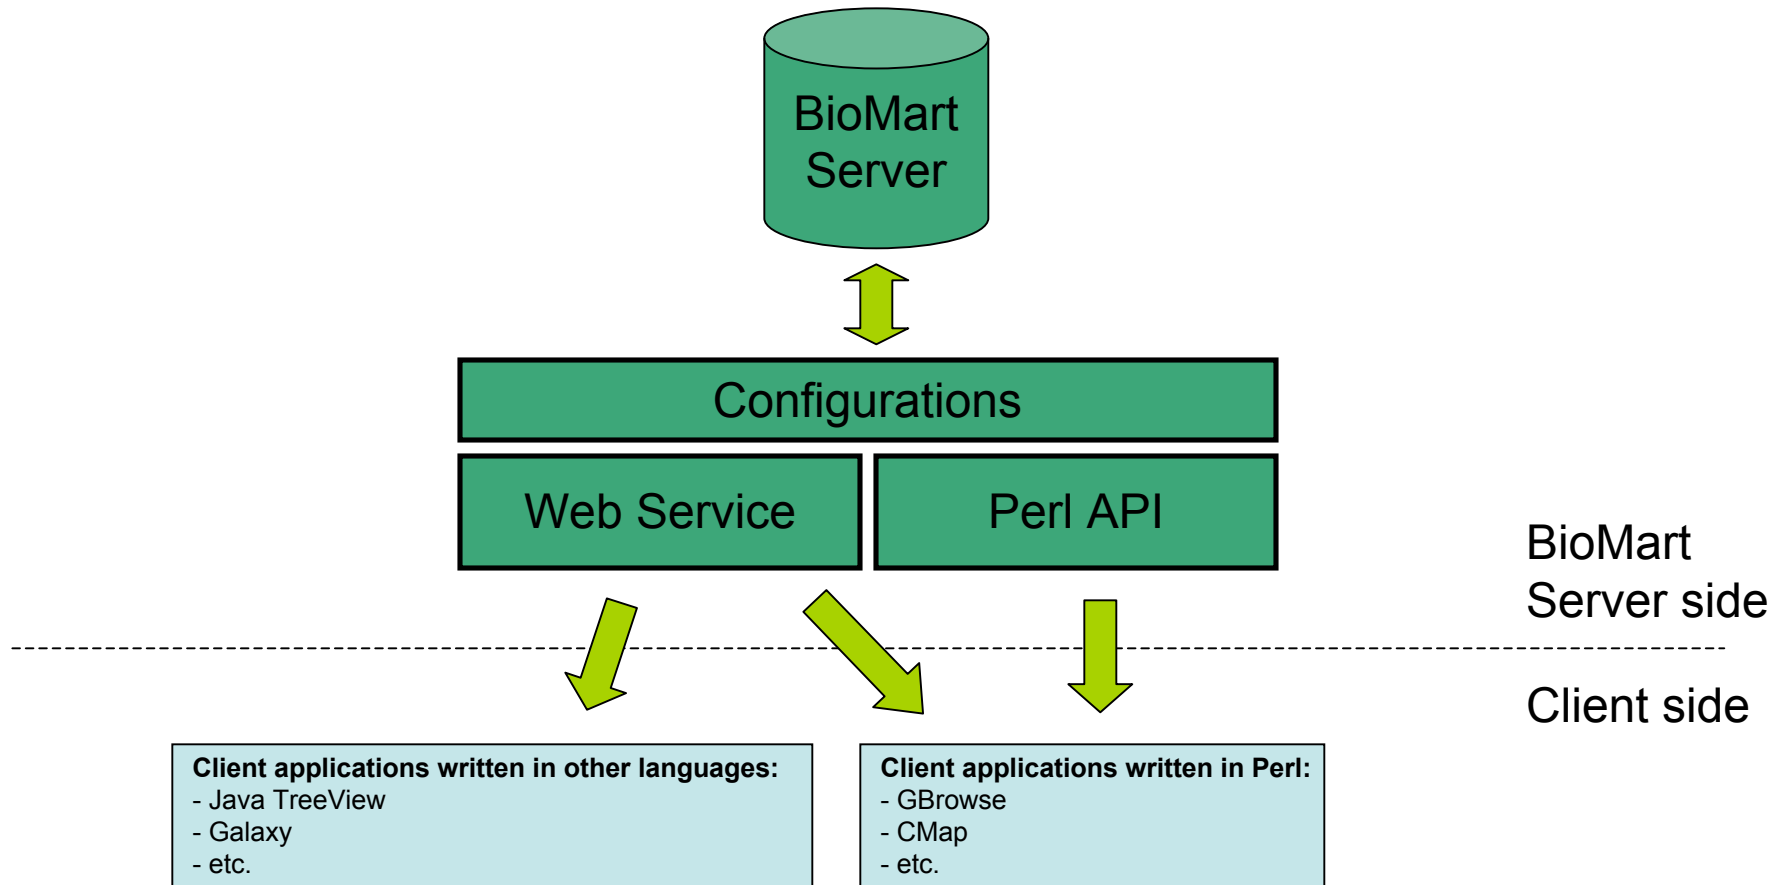 BioMart
Server
Configurations
Web Service
Perl API
BioMart
Server side
Client side
Client applications written in other languages:
- Java TreeView
- Galaxy
- etc.
Client applications written in Perl:
- GBrowse
- CMap
- etc.